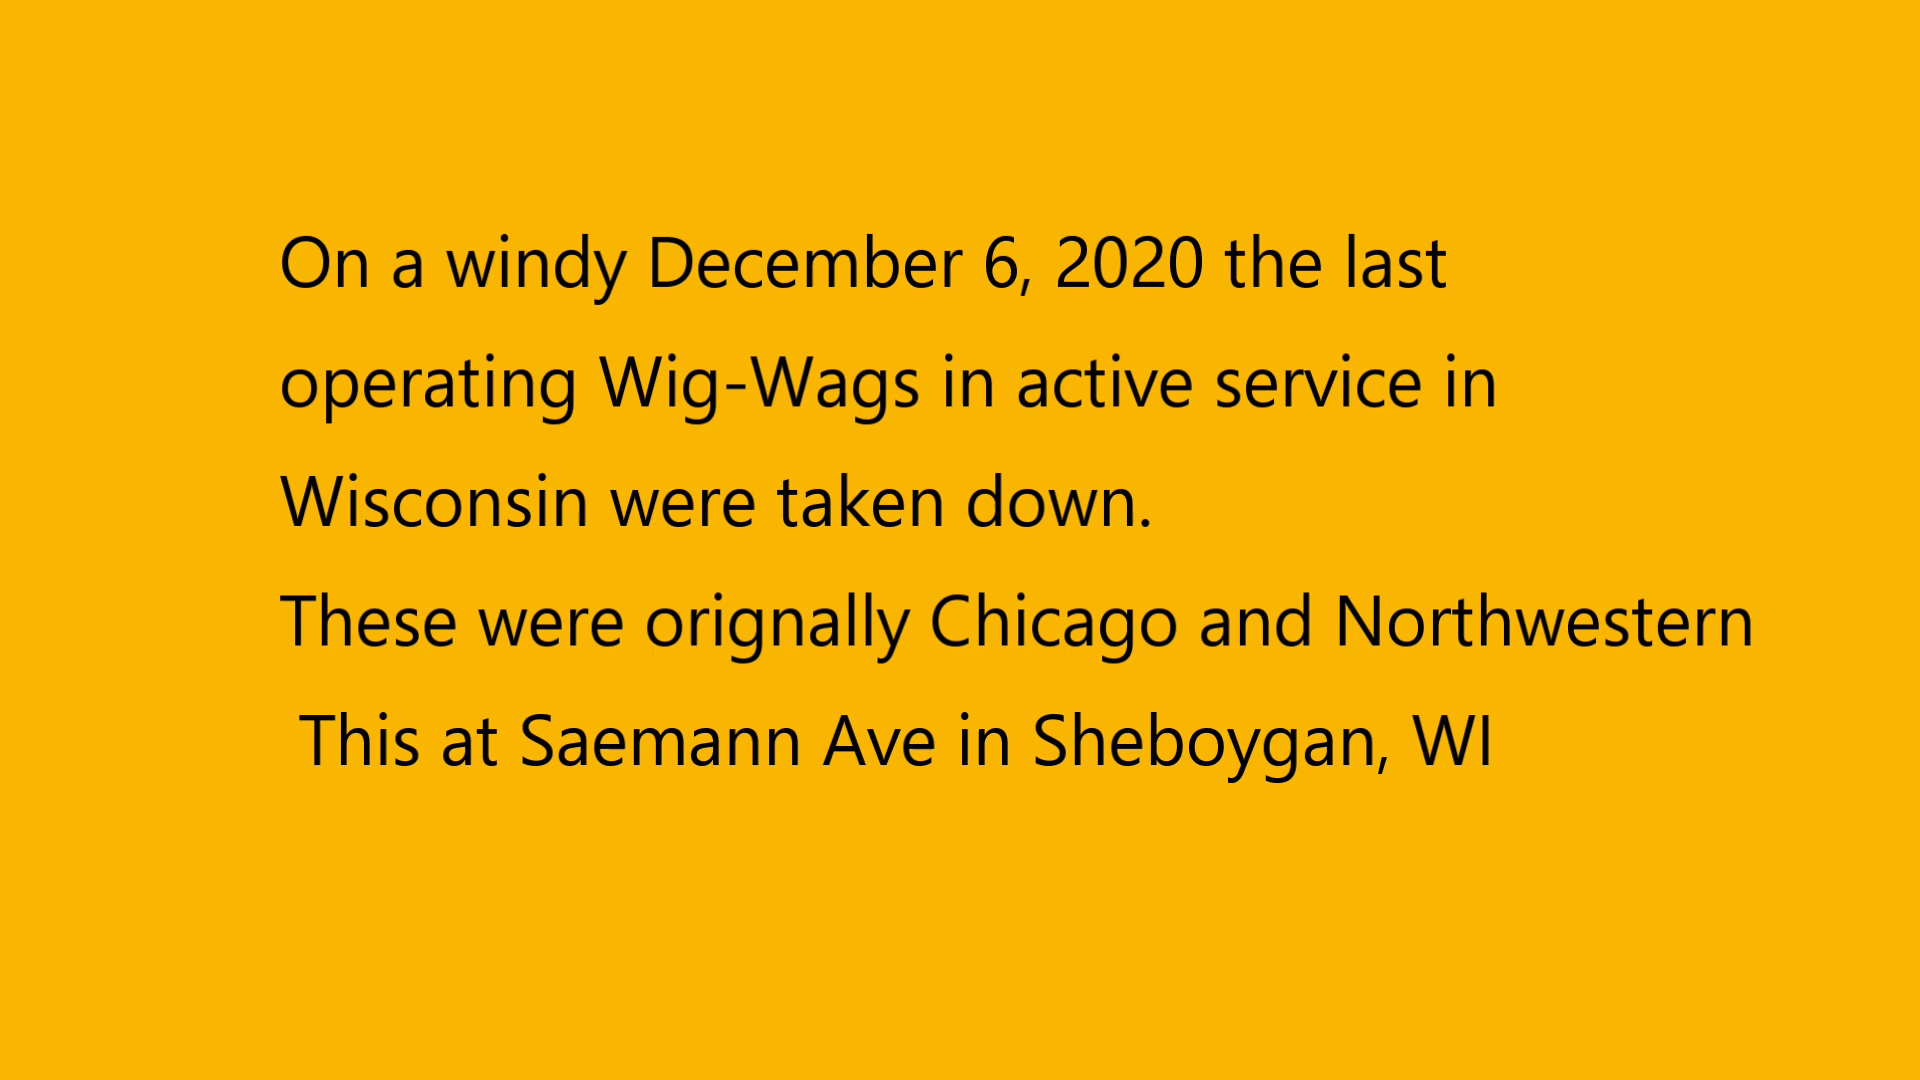 On a windy December 6, 2020 the last
operating Wig-Wags in active service in
Wisconsin were taken down.
These were orignally Chicago and Northwestern
This at Saemann Ave in Sheboygan, WI